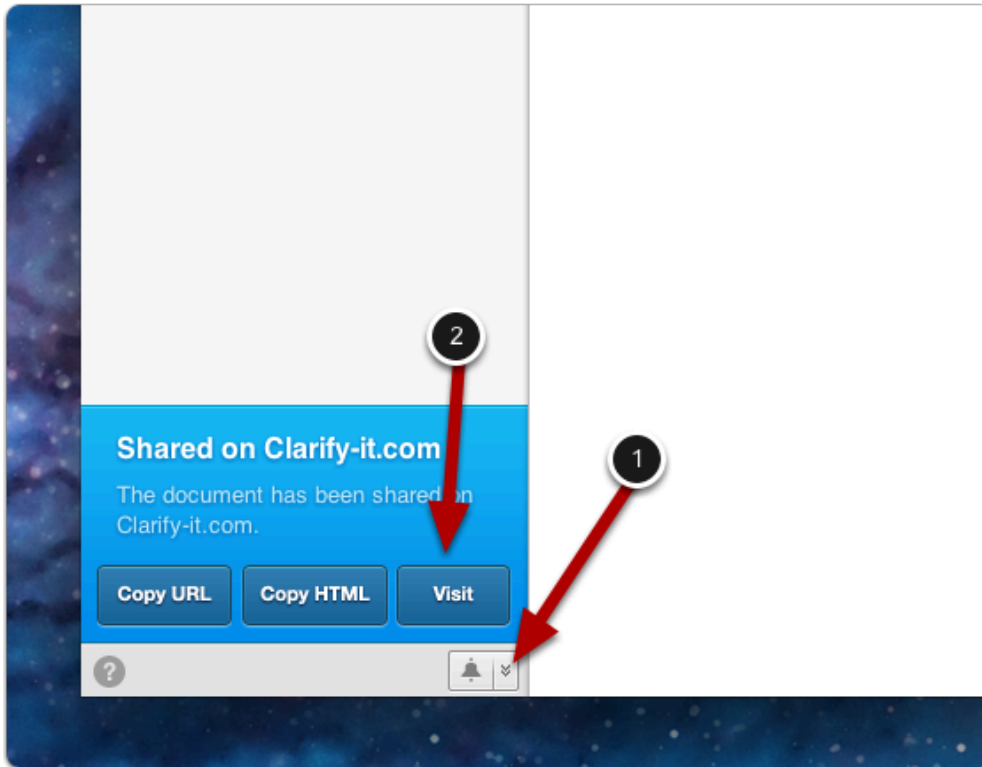 2
Shared on Clarify-it.com
1
The document has been shared on
Clarify-it.com.
Copy URL Copy HTML Visit
?